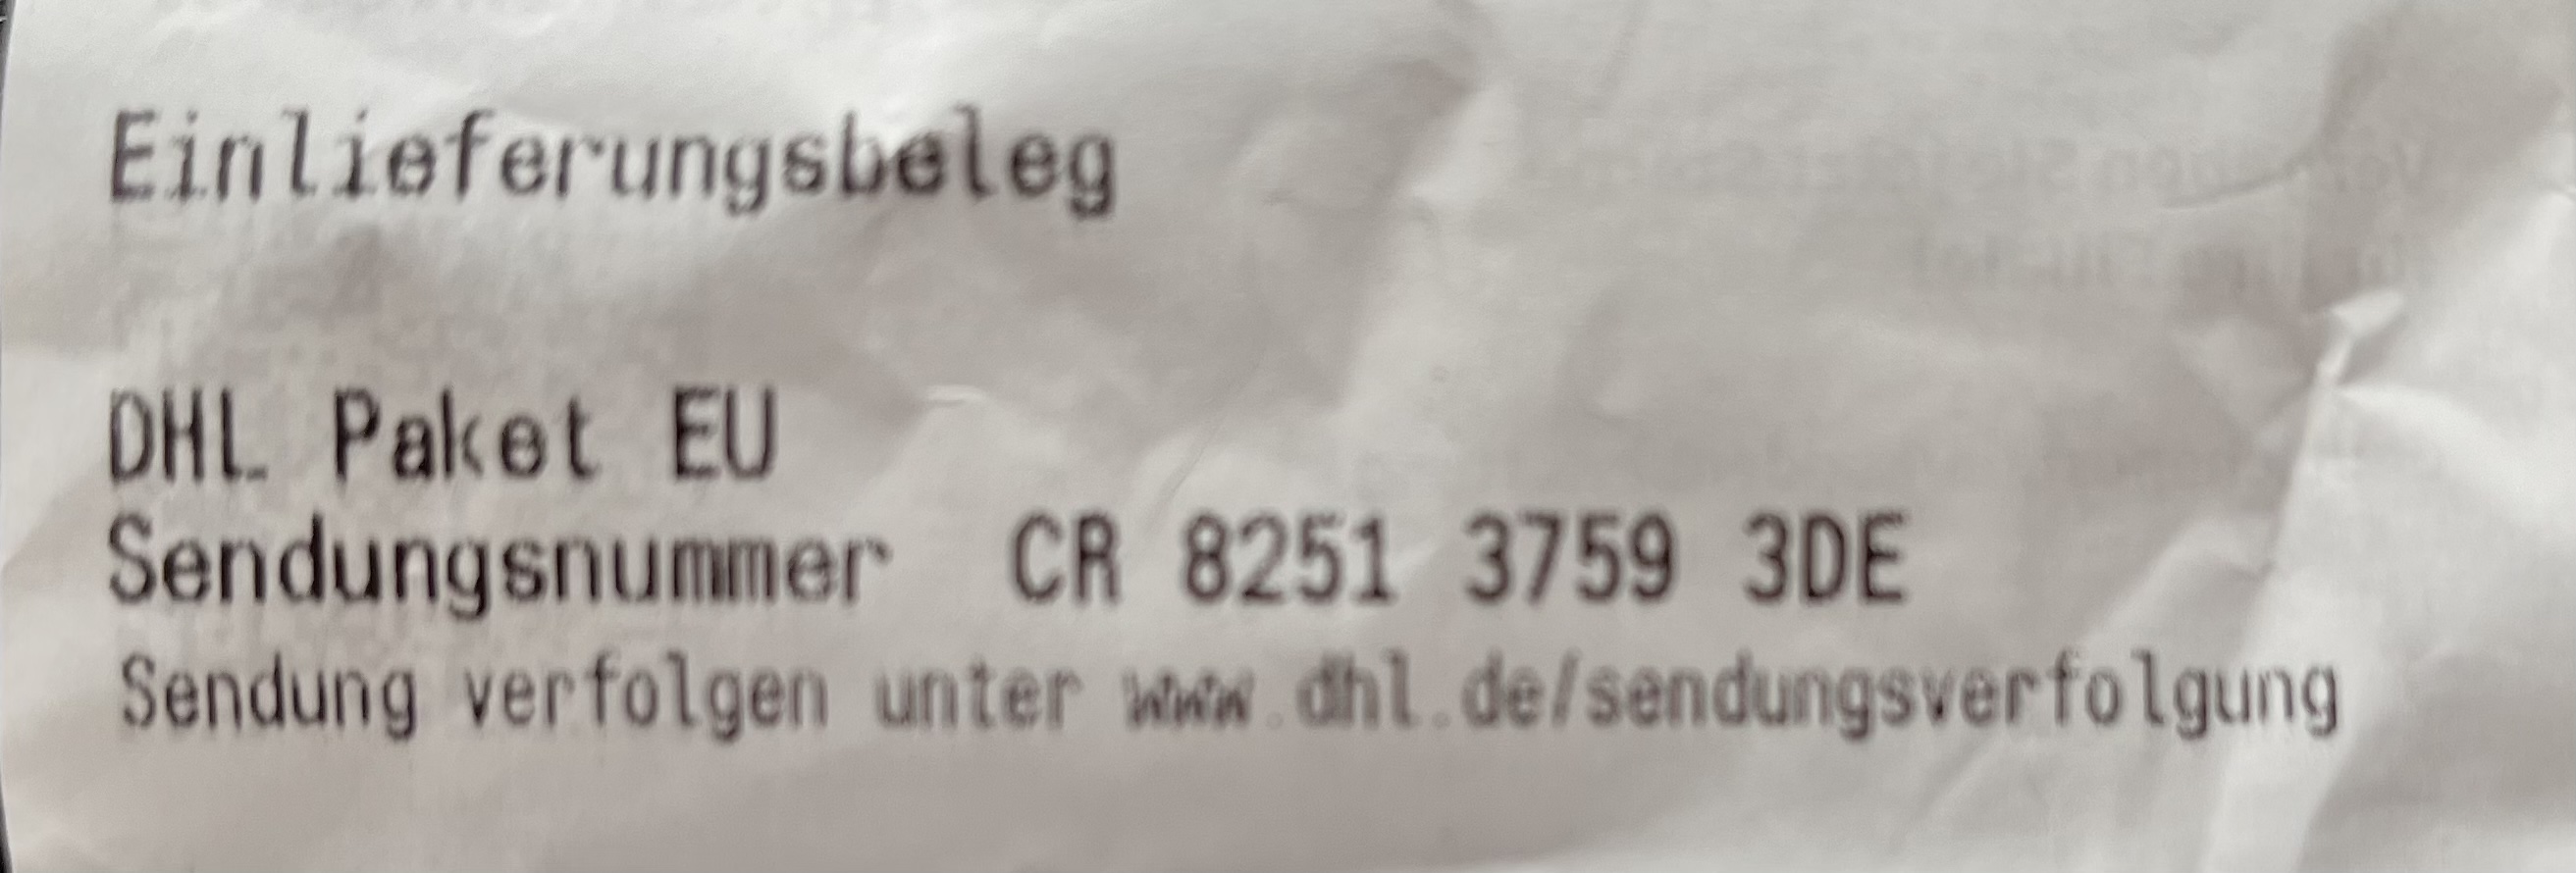 Einlieferungsbeleg
DHL Paket EU
Sendungsnummer CR 8251 3759 3DE
Sendung verfolgen unter www.dhl.de/sendungsverfolgung